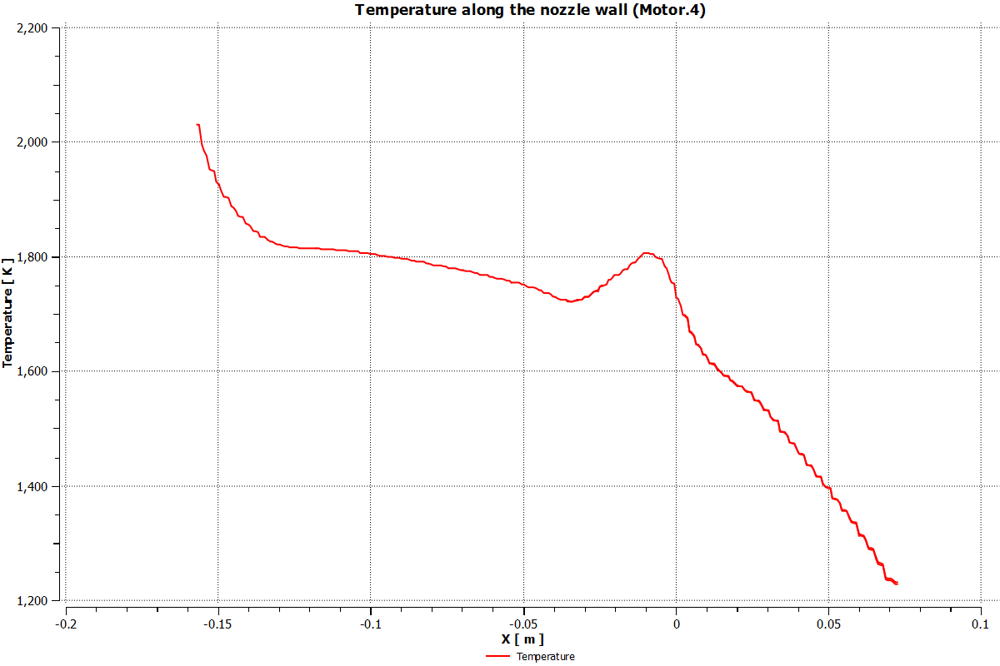 Temperature along the nozzle wall (Motor.4)
2,200
2,000
1,800
1,600
1,400
1,200
Temperature [ K ]
-0.2 -0.15 -0.1 -0.05 0 0.05 0.1
X [ m ]
Temperature